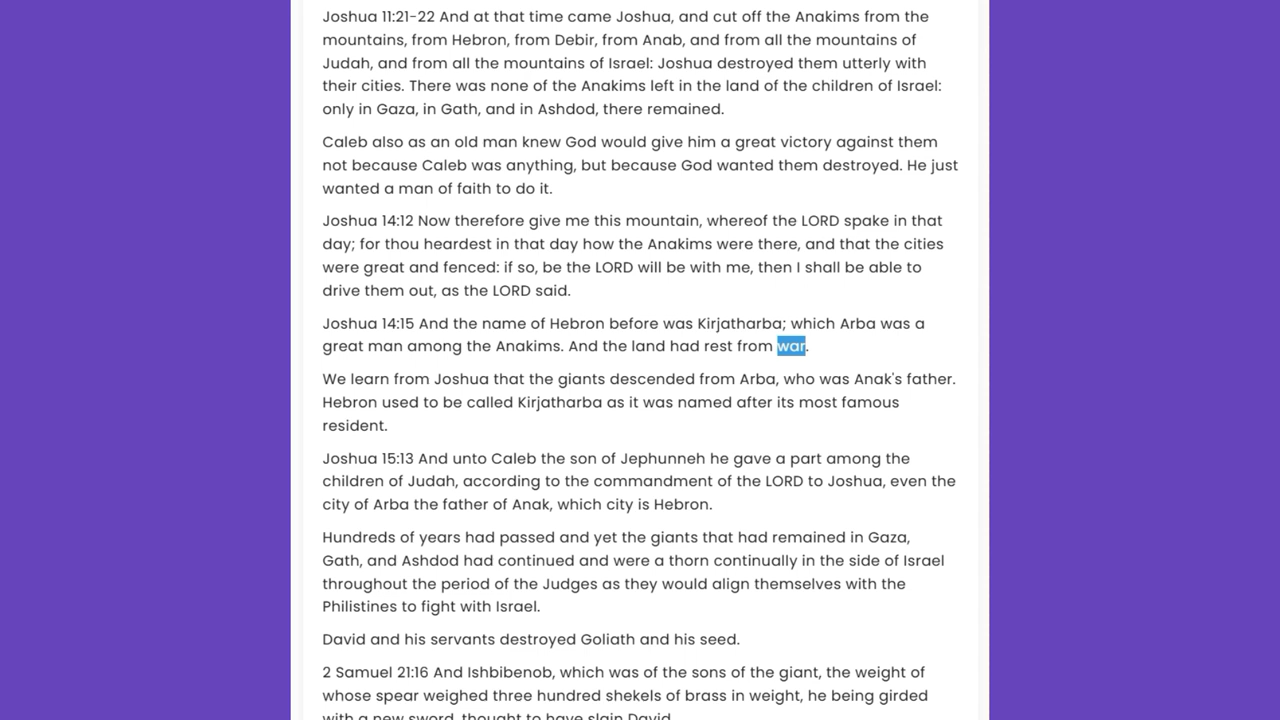 Joshua 11:21-22 And at that time came Joshua, and cut off the Anakims from the
mountains, from Hebron, from Debir, from Anab, and from all the mountains of
Judah, and from all the mountains of Israel: Joshua destroyed them utterly with
their cities. There was none of the Anakims left in the land of the children of Israel:
only in Gaza, in Gath, and in Ashdod, there remained.
Caleb also as an old man knew God would give him a great victory against them
not because Caleb was anything, but because God wanted them destroyed. He just
wanted a man of faith to do it.
Joshua 14:12 Now therefore give me this mountain, whereof the LORD spake in that
day; for thou heardest in that day how the Anakims were there, and that the cities
were great and fenced: if so, be the LORD will be with me, then I shall be able to
drive them out, as the LORD said.
Joshua 14:15 And the name of Hebron before was Kirjatharba; which Arba was a
great man among the Anakims. And the land had rest from war.
We learn from Joshua that the giants descended from Arba, who was Anak's father.
Hebron used to be called Kirjatharba as it was named after its most famous
resident.
Joshua 15:13 And unto Caleb the son of Jephunneh he gave a part among the
children of Judah, according to the commandment of the LORD to Joshua, even the
city of Arba the father of Anak, which city is Hebron.
Hundreds of years had passed and yet the giants that had remained in Gaza,
Gath, and Ashdod had continued and were a thorn continually in the side of Israel
throughout the period of the Judges as they would align themselves with the
Philistines to fight with Israel.
David and his servants destroyed Goliath and his seed.
2 Samuel 21:16 And Ishbibenob, which was of the sons of the giant, the weight of
whose spear weighed three hundred shekels of brass in weight, he being girded
with a new sword, thought to have slain David.